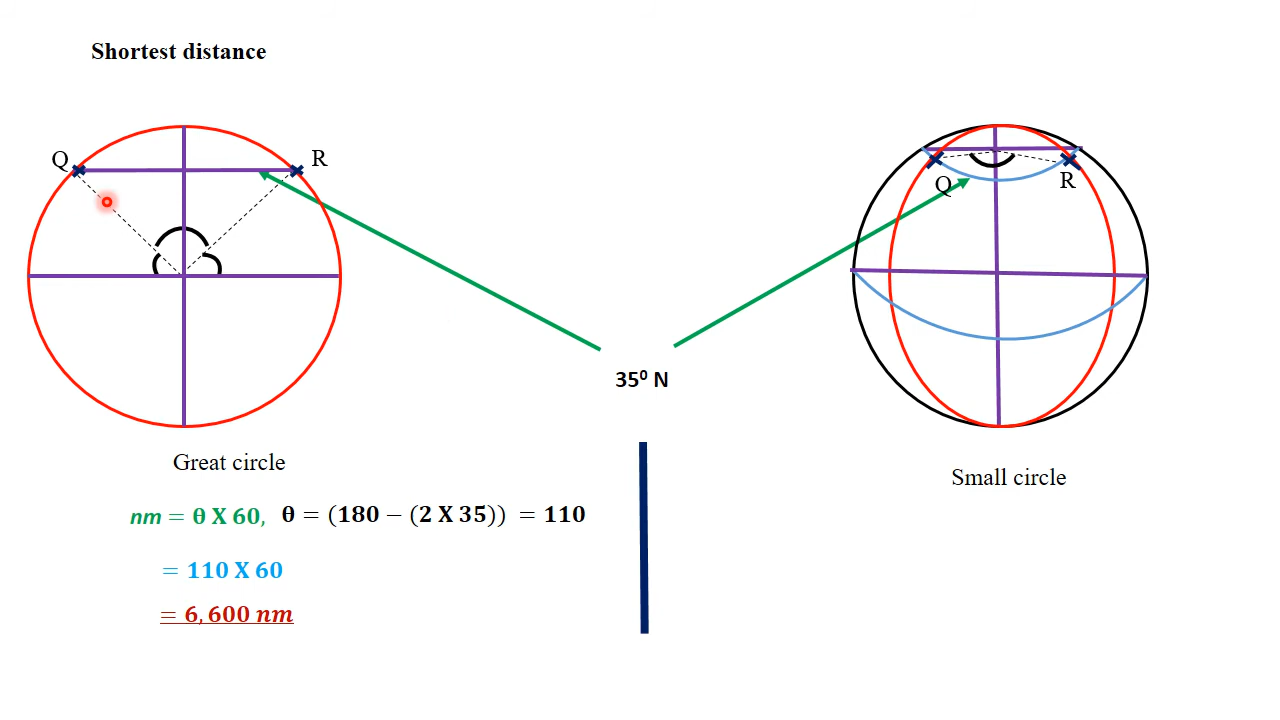 Shortest distance
Q
R
Q
R
35⁰ N
Great circle
Small circle
nm = θ X 60, θ = (180 − (2 X 35)) = 110
= 110 X 60
= 6,600 nm